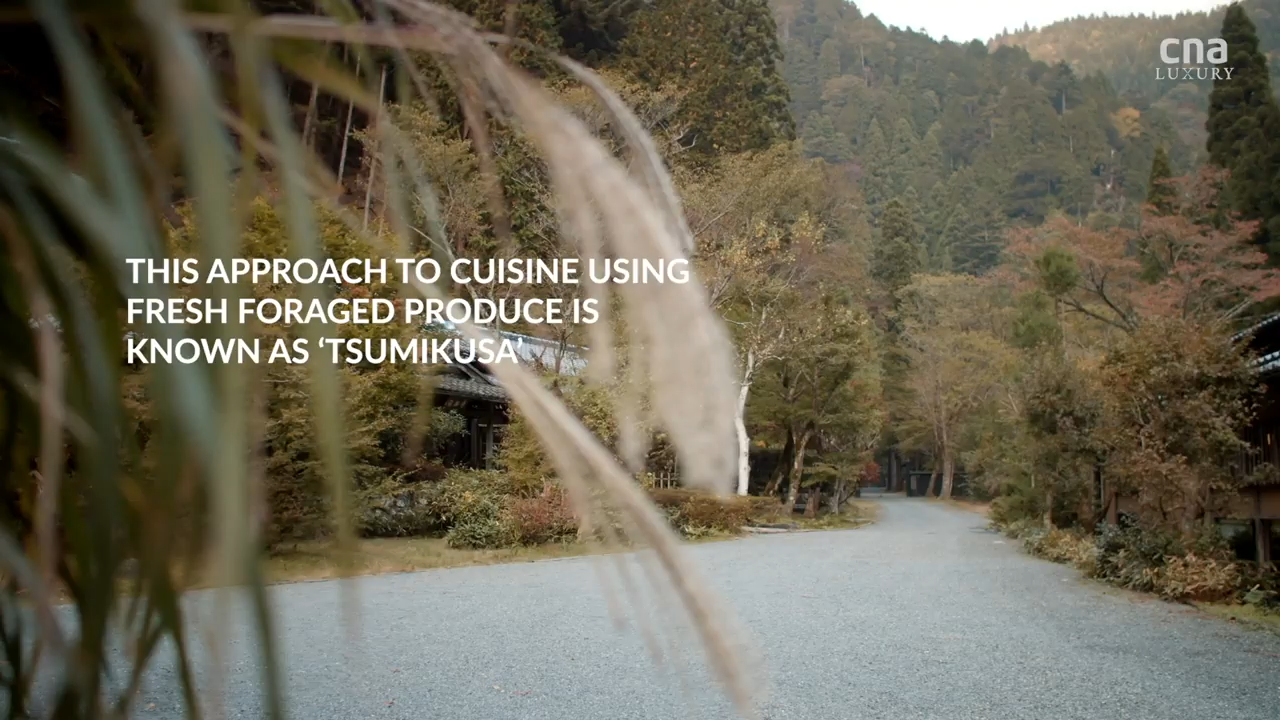 cna
LUXURY
THIS APPROACH TO CUISINE USING
FRESH FORAGED PRODUCE IS
KNOWN AS ‘TSUMIKUSA’